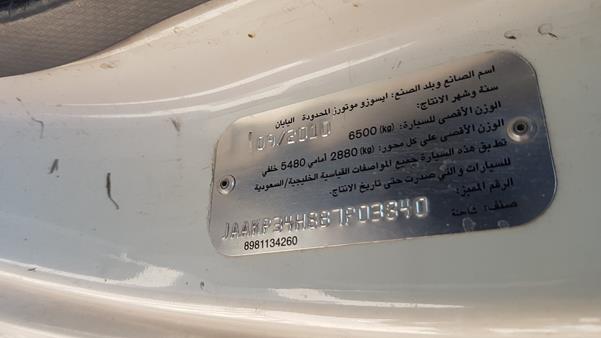 اسم الصانع وبلد الصنع: ايسوزو موتورز المحدودة اليابان
سنة وشهر الانتاج: 09/2010
الوزن الأقصى للسيارة: (kg) 6500
الوزن الأقصى على كل محور: (kg) 2880 أمامي 5480 خلفي
تطبق هذه السيارة جميع المواصفات القياسية الخليجية/السعودية
للسيارات والتي صدرت حتى تاريخ الانتاج.
الرقم المميز:
صنف: شاحنة
8981134260